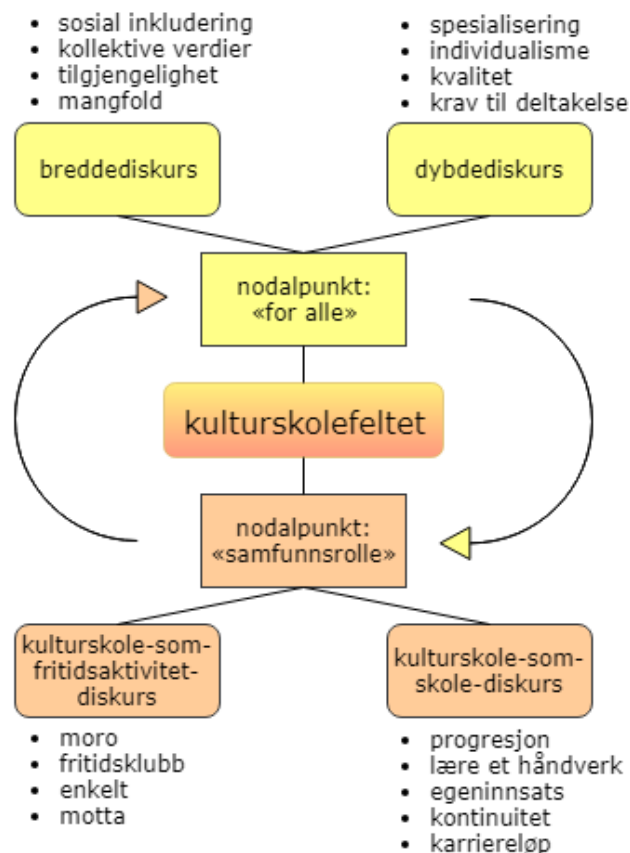 • sosial inkludering
• kollektive verdier
• tilgjengelighet
• mangfold
• spesialisering
• individualisme
• kvalitet
• krav til deltakelse
breddediskurs
dybdediskurs
nodalpunkt:
«for alle»
kulturskolefeltet
nodalpunkt:
«samfunnsrolle»
kulturskole-som-
fritidsaktivitet-
diskurs
kulturskole-som-
skole-diskurs
• moro
• fritidsklubb
• enkelt
• motta
• progresjon
• lære et håndverk
• egeninnsats
• kontinuitet
• karriereløp